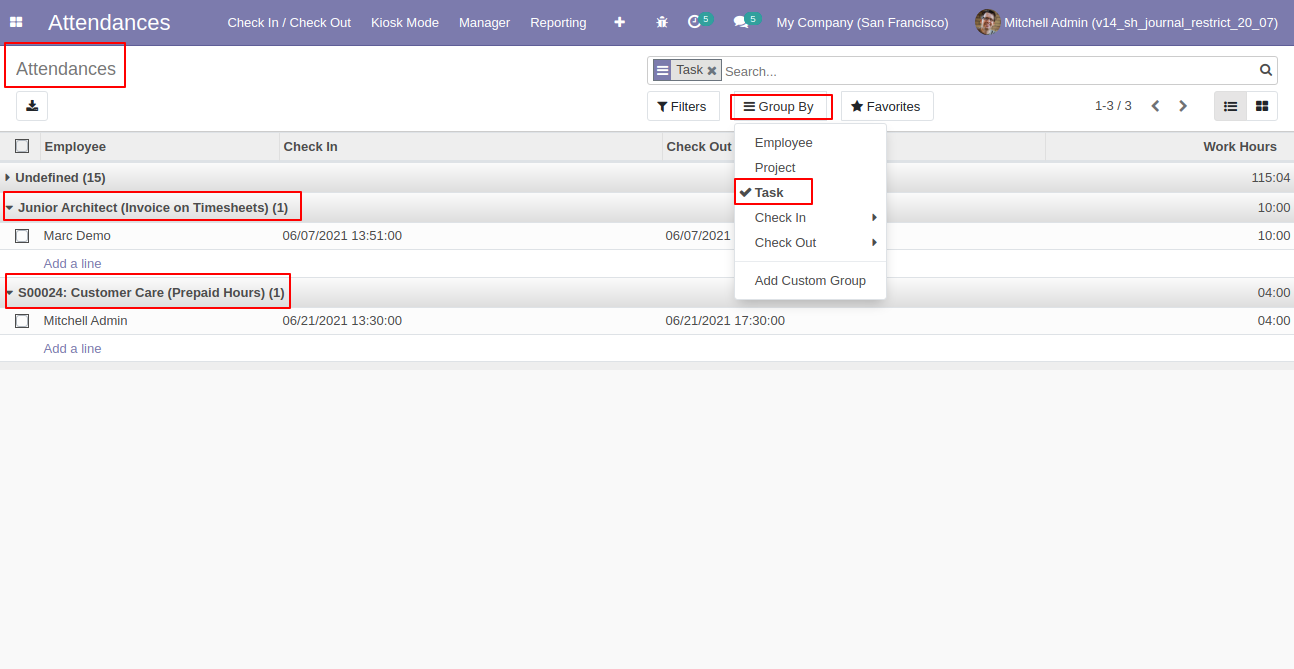 Attendances Check In / Check Out Kiosk Mode Manager Reporting 5 5 My Company (San Francisco) Mitchell Admin (v14_sh_journal_restrict_20_07)
Attendances
Task Search...
Filters Group By Favorites 1-3 / 3
Employee Check In Check Out Work Hours
Employee
Project
Task
Check In
Check Out
Add Custom Group
Undefined (15) 115:04
Junior Architect (Invoice on Timesheets) (1) 10:00
Marc Demo 06/07/2021 13:51:00 06/07/2021 10:00
Add a line
S00024: Customer Care (Prepaid Hours) (1) 04:00
Mitchell Admin 06/21/2021 13:30:00 06/21/2021 17:30:00 04:00
Add a line